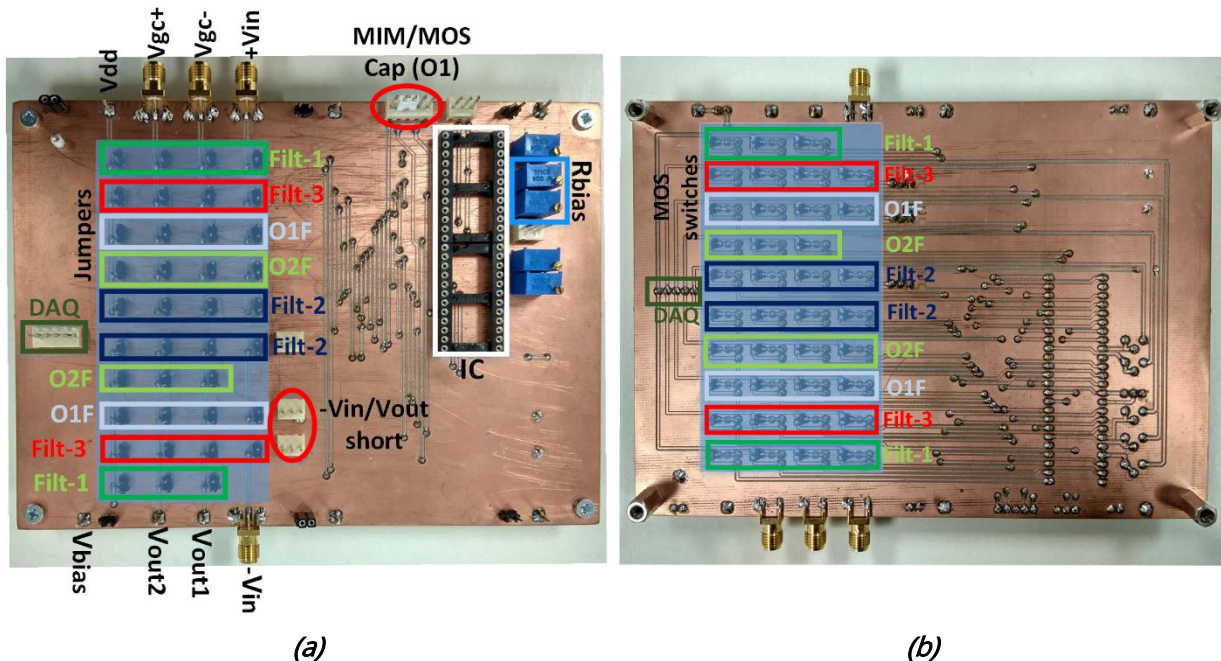 Vdd
Vgc+
Vgc-
+Vin
MIM/MOS
Cap (O1)
Jumpers
Filt-1
Filt-3
O1F
O2F
Filt-2
Filt-2
DAQ
O2F
O1F
Filt-3
Filt-1
Rbias
IC
-Vin/Vout
short
Vbias
Vout2
Vout1
-Vin
(a)
MOS
switches
DAQ
Filt-1
Filt-3
O1F
O2F
Filt-2
Filt-2
O2F
O1F
Filt-3
Filt-1
(b)